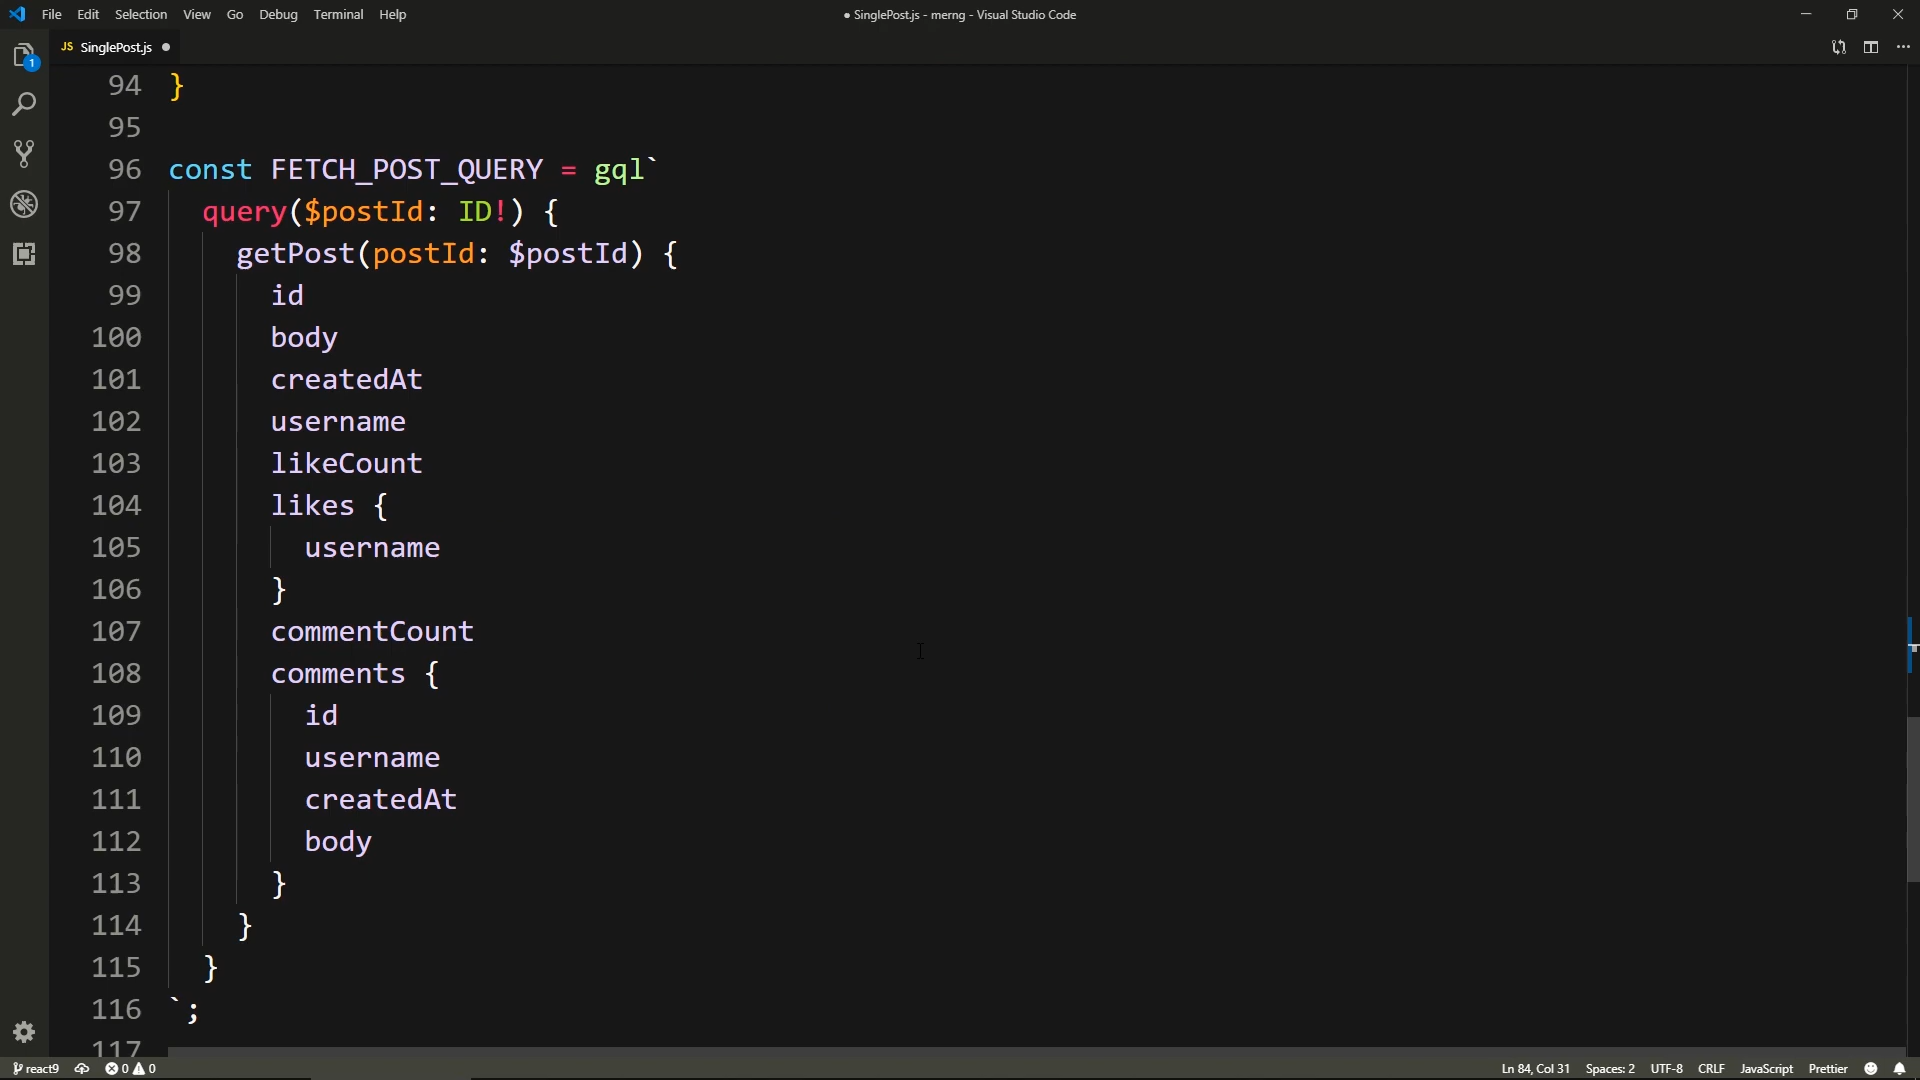 File Edit Selection View Go Debug Terminal Help
● SinglePost.js - merng - Visual Studio Code
JS SinglePost.js ●
1
94 }
95
96 const FETCH_POST_QUERY = gql`
97 query($postId: ID!) {
98 getPost(postId: $postId) {
99 id
100 body
101 createdAt
102 username
103 likeCount
104 likes {
105 username
106 }
107 commentCount
108 comments {
109 id
110 username
111 createdAt
112 body
113 }
114 }
115 }
116 `;
117
react9 0 0 Ln 84, Col 31 Spaces: 2 UTF-8 CRLF JavaScript Prettier